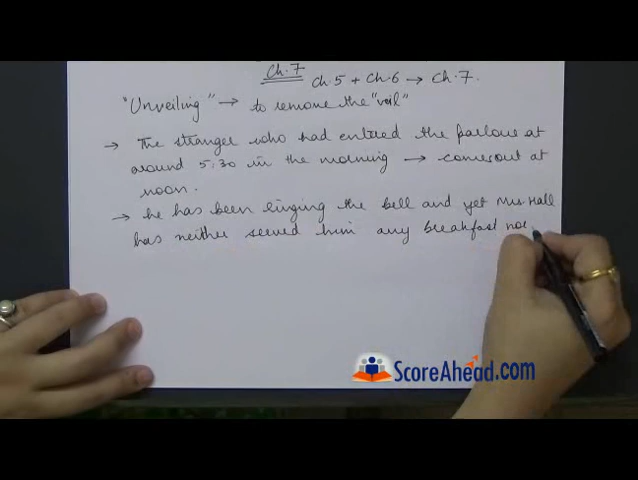 Ch.7
Ch.5 + Ch.6 → Ch.7.
"Unveiling" → to remove the "veil"
→ The stranger who had entered the parlour at
around 5:30 in the morning → comes out at
noon.
→ he has been ringing the bell and yet Mrs Hall
has neither served him any breakfast nor
ScoreAhead.com